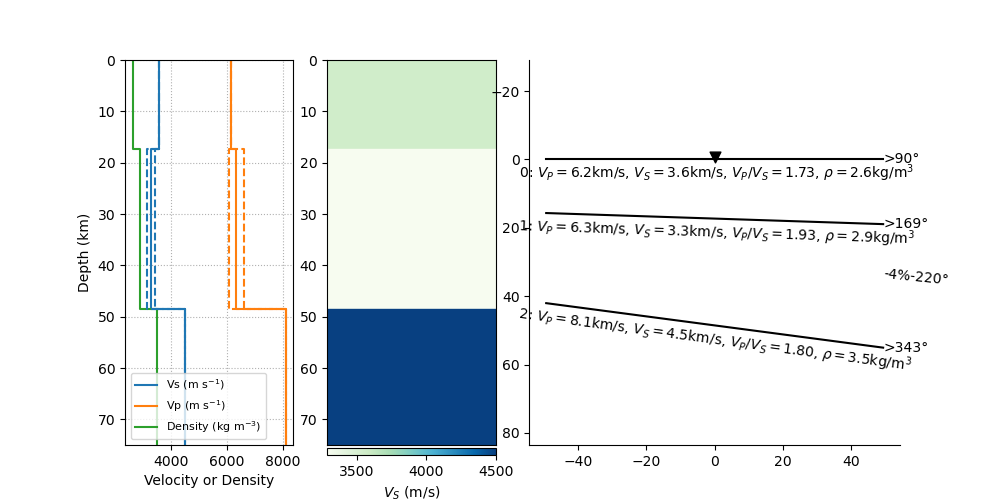 0
10
20
30
40
50
60
70
Depth (km)
4000 6000 8000
Velocity or Density
Vs (m s⁻¹)
Vp (m s⁻¹)
Density (kg m⁻³)
0
10
20
30
40
50
60
70
3500 4000 4500
V_S (m/s)
−20
0
20
40
60
80
−40 −20 0 20 40
>90°
0: V_P = 6.2km/s, V_S = 3.6km/s, V_P/V_S = 1.73, ρ = 2.6kg/m³
>169°
1: V_P = 6.3km/s, V_S = 3.3km/s, V_P/V_S = 1.93, ρ = 2.9kg/m³
-4%-220°
>343°
2: V_P = 8.1km/s, V_S = 4.5km/s, V_P/V_S = 1.80, ρ = 3.5kg/m³